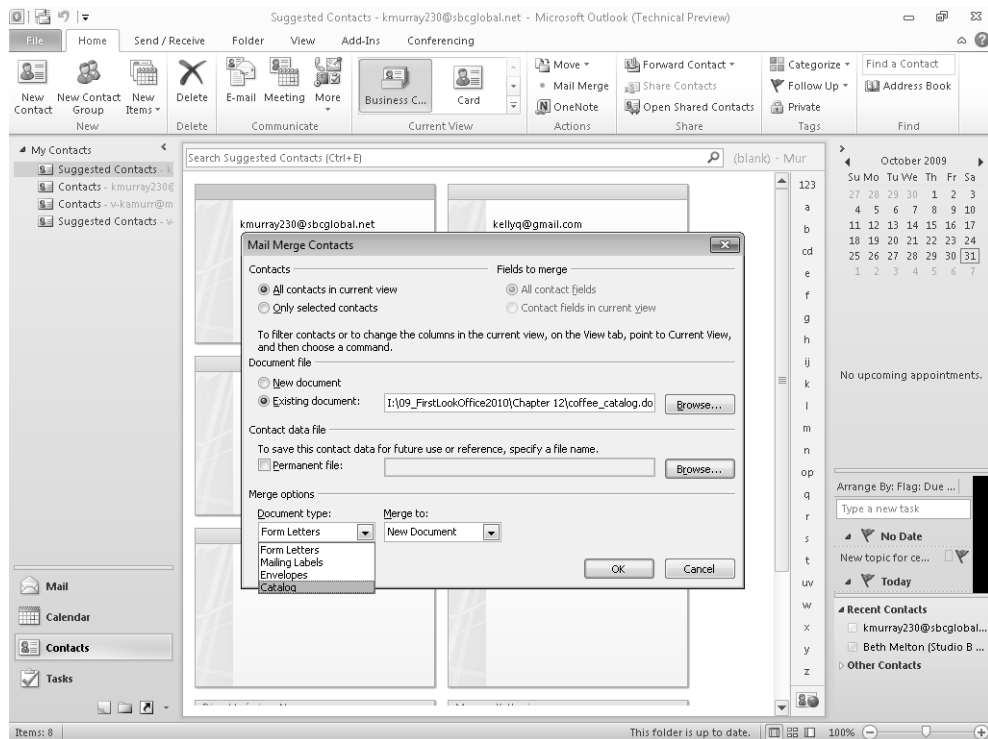 Suggested Contacts - kmurray230@sbcglobal.net - Microsoft Outlook (Technical Preview)
File Home Send / Receive Folder View Add-Ins Conferencing
New Contact
New Contact Group
New Items
New
Delete
Delete
E-mail Meeting More
Communicate
Business C... Card
Current View
Move
Mail Merge
OneNote
Actions
Forward Contact
Share Contacts
Open Shared Contacts
Share
Categorize
Follow Up
Private
Tags
Find a Contact
Address Book
Find
My Contacts
Suggested Contacts - k
Contacts - kmurray230@
Contacts - v-kamurr@m
Suggested Contacts - v-
Search Suggested Contacts (Ctrl+E)
(blank) - Mur
kmurray230@sbcglobal.net
kellyq@gmail.com
Mail Merge Contacts
Contacts
All contacts in current view
Only selected contacts
Fields to merge
All contact fields
Contact fields in current view
To filter contacts or to change the columns in the current view, on the View tab, point to Current View,
and then choose a command.
Document file
New document
Existing document: I:\09_FirstLookOffice2010\Chapter 12\coffee_catalog.do Browse...
Contact data file
To save this contact data for future use or reference, specify a file name.
Permanent file: Browse...
Merge options
Document type: Merge to:
Form Letters New Document
Form Letters
Mailing Labels
Envelopes
Catalog
OK Cancel
123
a
b
cd
e
f
g
h
ij
k
l
m
n
op
q
r
s
t
uv
w
x
y
z
October 2009
Su Mo Tu We Th Fr Sa
27 28 29 30 1 2 3
4 5 6 7 8 9 10
11 12 13 14 15 16 17
18 19 20 21 22 23 24
25 26 27 28 29 30 31
1 2 3 4 5 6 7
No upcoming appointments.
Arrange By: Flag: Due ...
Type a new task
No Date
New topic for ce...
Today
Recent Contacts
kmurray230@sbcglobal...
Beth Melton (Studio B ...
Other Contacts
Mail
Calendar
Contacts
Tasks
Items: 8
This folder is up to date.
100%